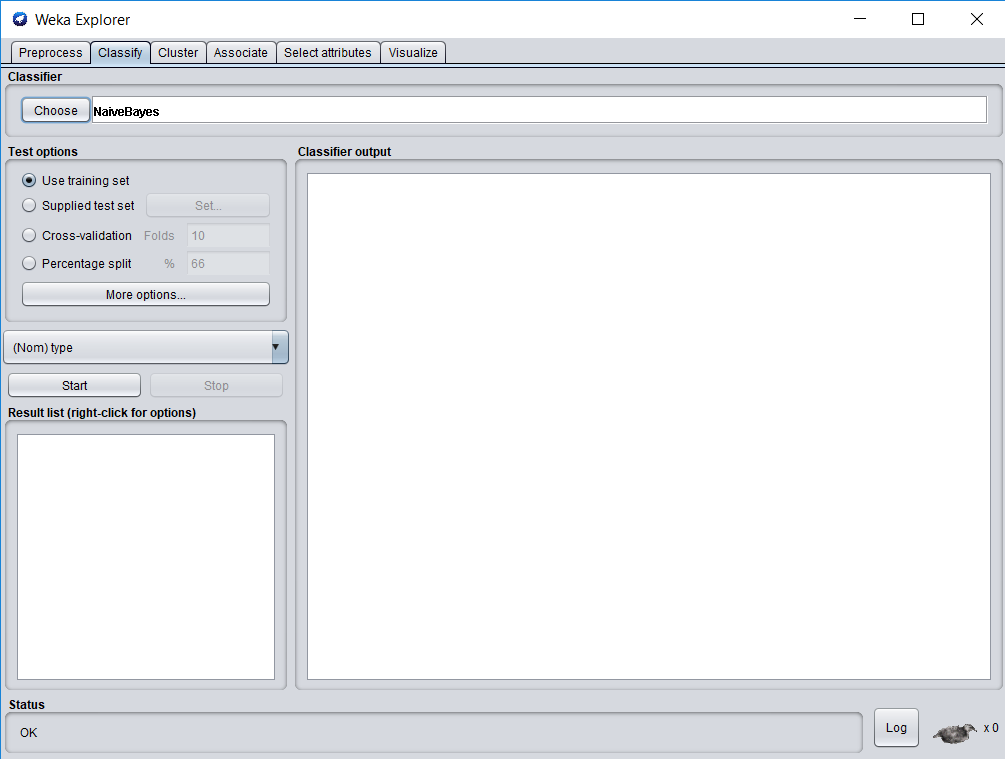 Weka Explorer
Preprocess Classify Cluster Associate Select attributes Visualize
Classifier
Choose NaiveBayes
Test options
Use training set
Supplied test set Set...
Cross-validation Folds 10
Percentage split % 66
More options...
(Nom) type
Start Stop
Result list (right-click for options)
Classifier output
Status
OK
Log x 0